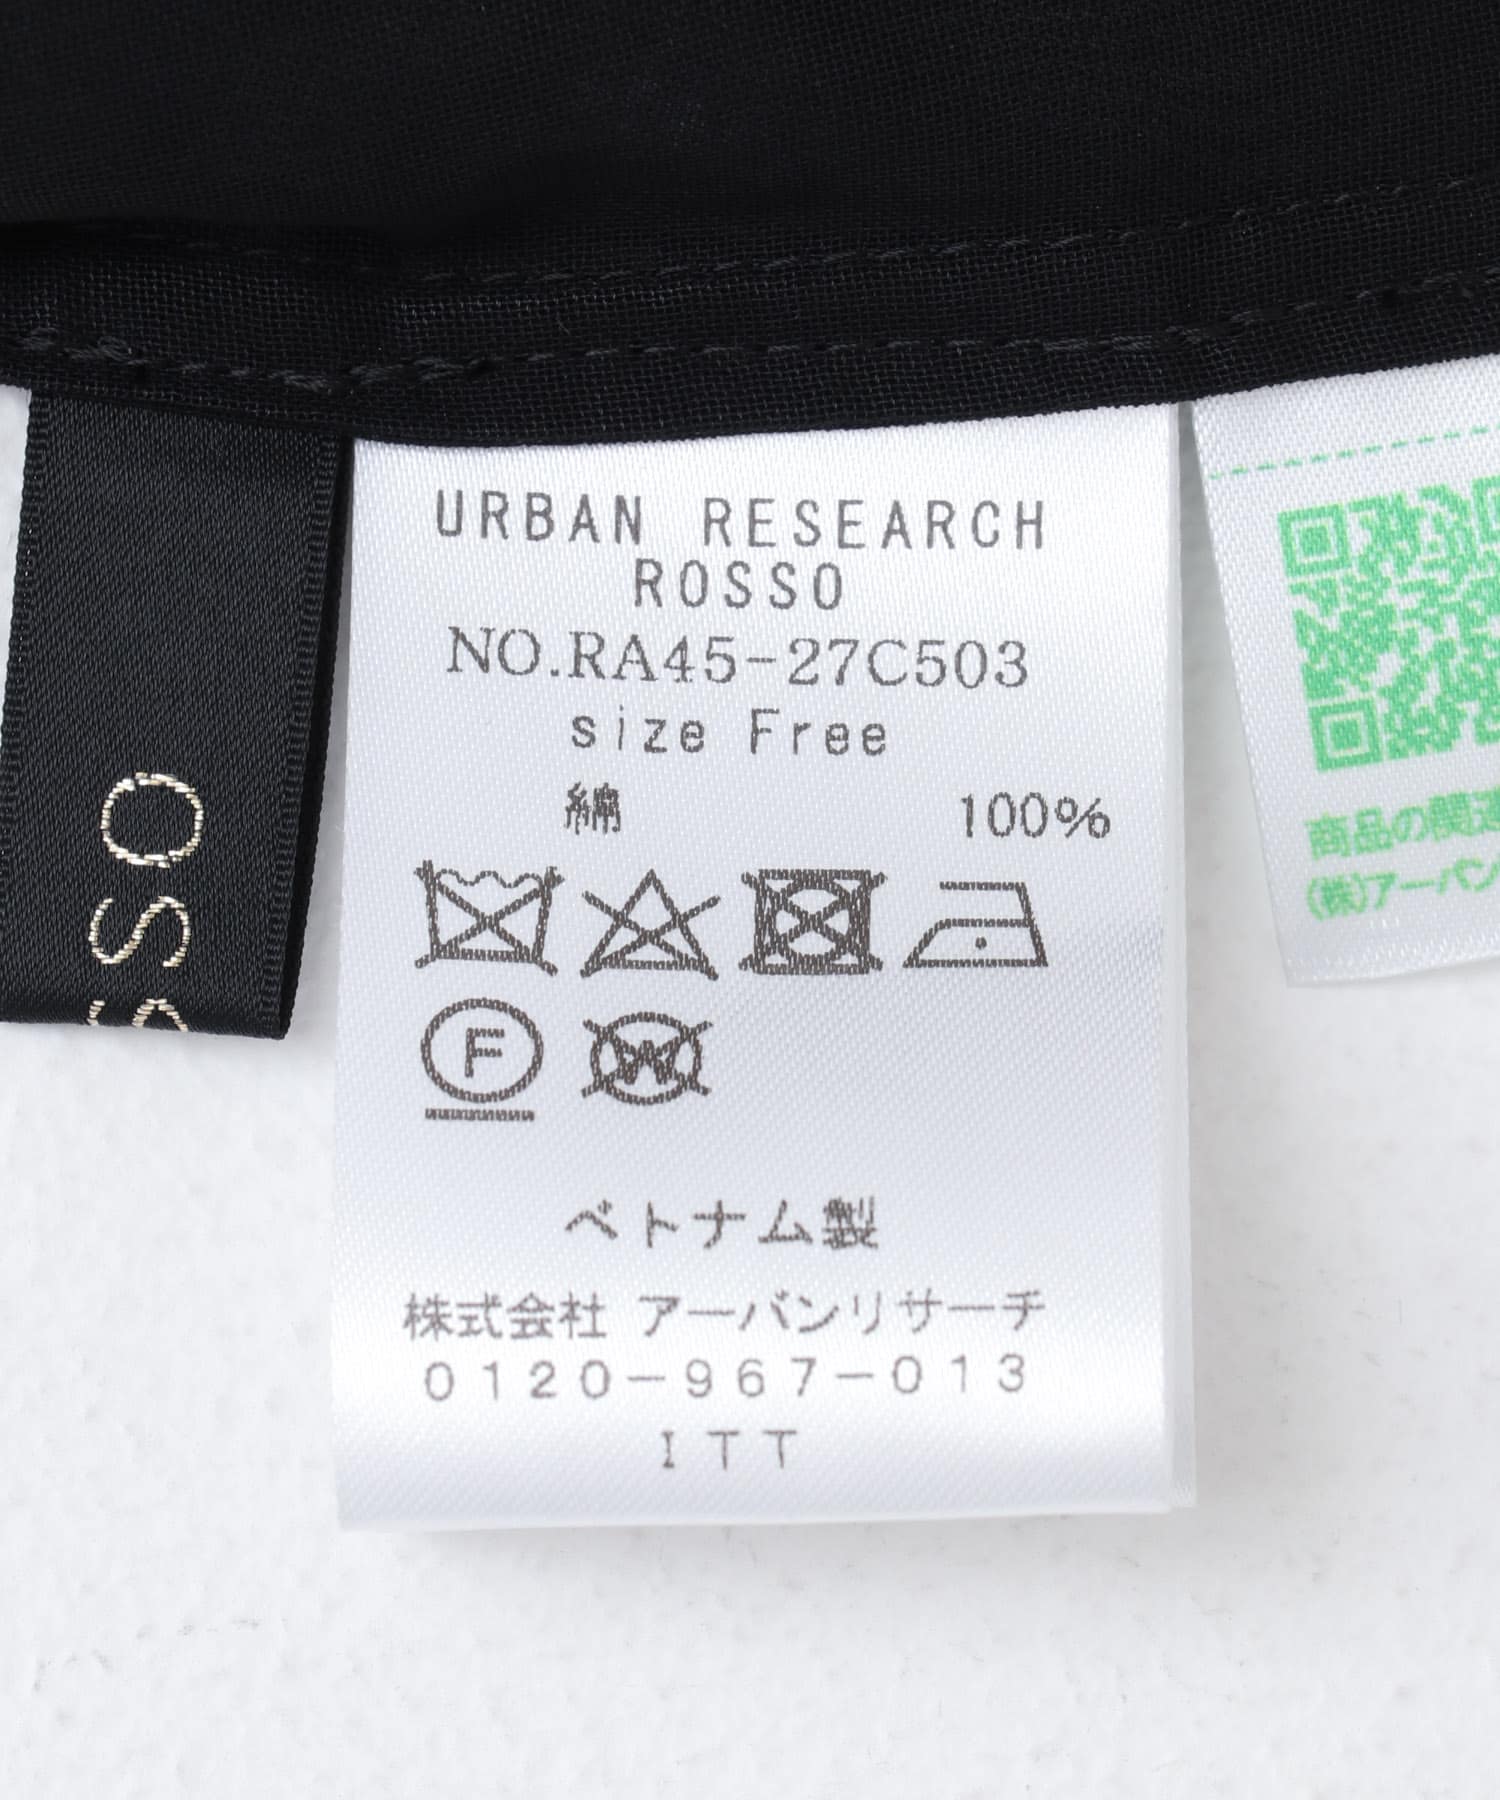 URBAN RESEARCH
ROSSO
NO.RA45-27C503
size Free
綿 100%
F
W
ベトナム製
株式会社 アーバンリサーチ
0120-967-013
ITT
SSO
商品の関連
(株)アーバン